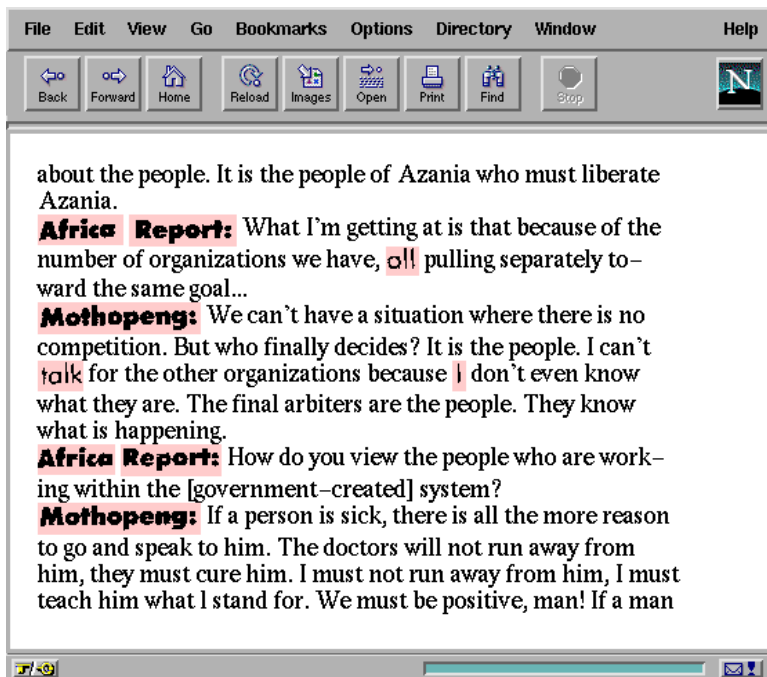 File Edit View Go Bookmarks Options Directory Window Help
Back Forward Home Reload Images Open Print Find Stop N
about the people. It is the people of Azania who must liberate
Azania.
Africa Report: What I'm getting at is that because of the
number of organizations we have, all pulling separately to–
ward the same goal...
Mothopeng: We can't have a situation where there is no
competition. But who finally decides? It is the people. I can't
talk for the other organizations because I don't even know
what they are. The final arbiters are the people. They know
what is happening.
Africa Report: How do you view the people who are work–
ing within the [government–created] system?
Mothopeng: If a person is sick, there is all the more reason
to go and speak to him. The doctors will not run away from
him, they must cure him. I must not run away from him, I must
teach him what l stand for. We must be positive, man! If a man